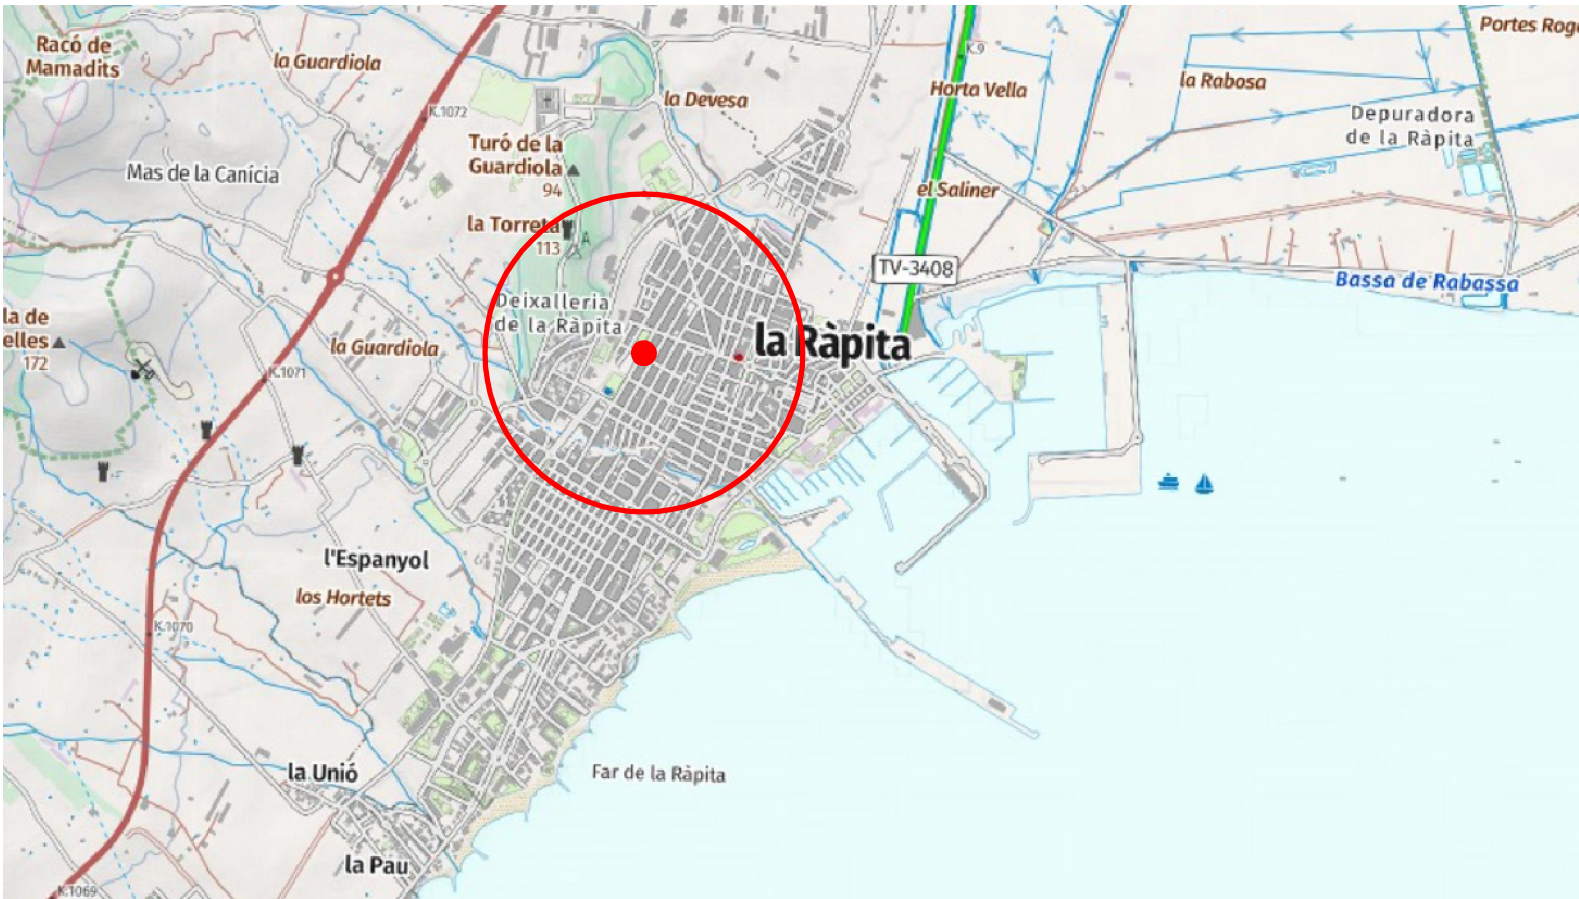 Racó de
Mamadits
la Guardiola
K.1072
la Devesa
K.9
Horta Vella
la Rabosa
Portes Rog
Depuradora
de la Ràpita
Turó de la
Guardiola
94
Mas de la Canícia
el Saliner
la Torreta
113
TV-3408
Bassa de Rabassa
Deixalleria
de la Ràpita
la de
elles
172
la Guardiola
la Ràpita
K.1071
l'Espanyol
los Hortets
K.1070
la Unió
Far de la Ràpita
la Pau
K.1069